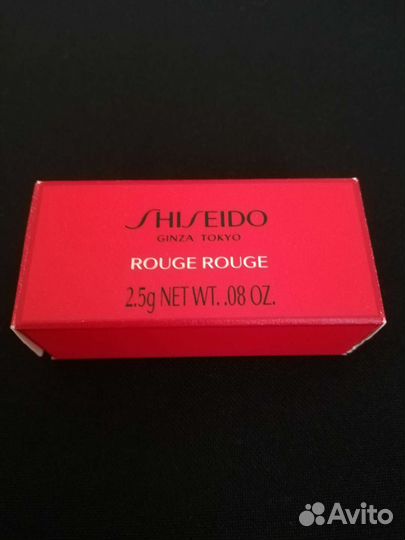 SHISEIDO
GINZA TOKYO
ROUGE ROUGE
2.5g NET WT. .08 OZ.
Avito